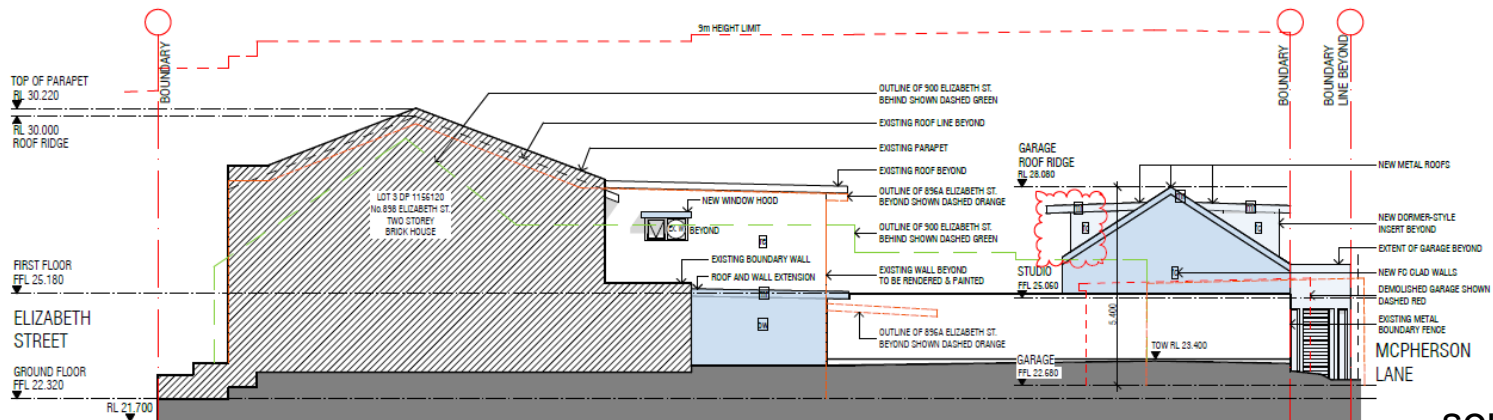 9m HEIGHT LIMIT
BOUNDARY
BOUNDARY
BOUNDARY
LINE BEYOND
TOP OF PARAPET
RL 30.220
RL 30.000
ROOF RIDGE
OUTLINE OF 900 ELIZABETH ST.
BEHIND SHOWN DASHED GREEN
EXISTING ROOF LINE BEYOND
EXISTING PARAPET
EXISTING ROOF BEYOND
OUTLINE OF 896A ELIZABETH ST.
BEYOND SHOWN DASHED ORANGE
OUTLINE OF 900 ELIZABETH ST.
BEHIND SHOWN DASHED GREEN
EXISTING WALL BEYOND
TO BE RENDERED & PAINTED
OUTLINE OF 896A ELIZABETH ST.
BEYOND SHOWN DASHED ORANGE
LOT 3 DP 1156120
No.898 ELIZABETH ST.
TWO STOREY
BRICK HOUSE
NEW WINDOW HOOD
BEYOND
EXISTING BOUNDARY WALL
ROOF AND WALL EXTENSION
GARAGE
ROOF RIDGE
RL 28.080
NEW METAL ROOFS
NEW DORMER-STYLE
INSERT BEYOND
EXTENT OF GARAGE BEYOND
NEW FC CLAD WALLS
DEMOLISHED GARAGE SHOWN
DASHED RED
EXISTING METAL
BOUNDARY FENCE
FIRST FLOOR
FFL 25.180
STUDIO
FFL 25.060
5.400
TOW RL 23.400
GARAGE
FFL 22.680
ELIZABETH
STREET
GROUND FLOOR
FFL 22.320
RL 21.700
MCPHERSON
LANE